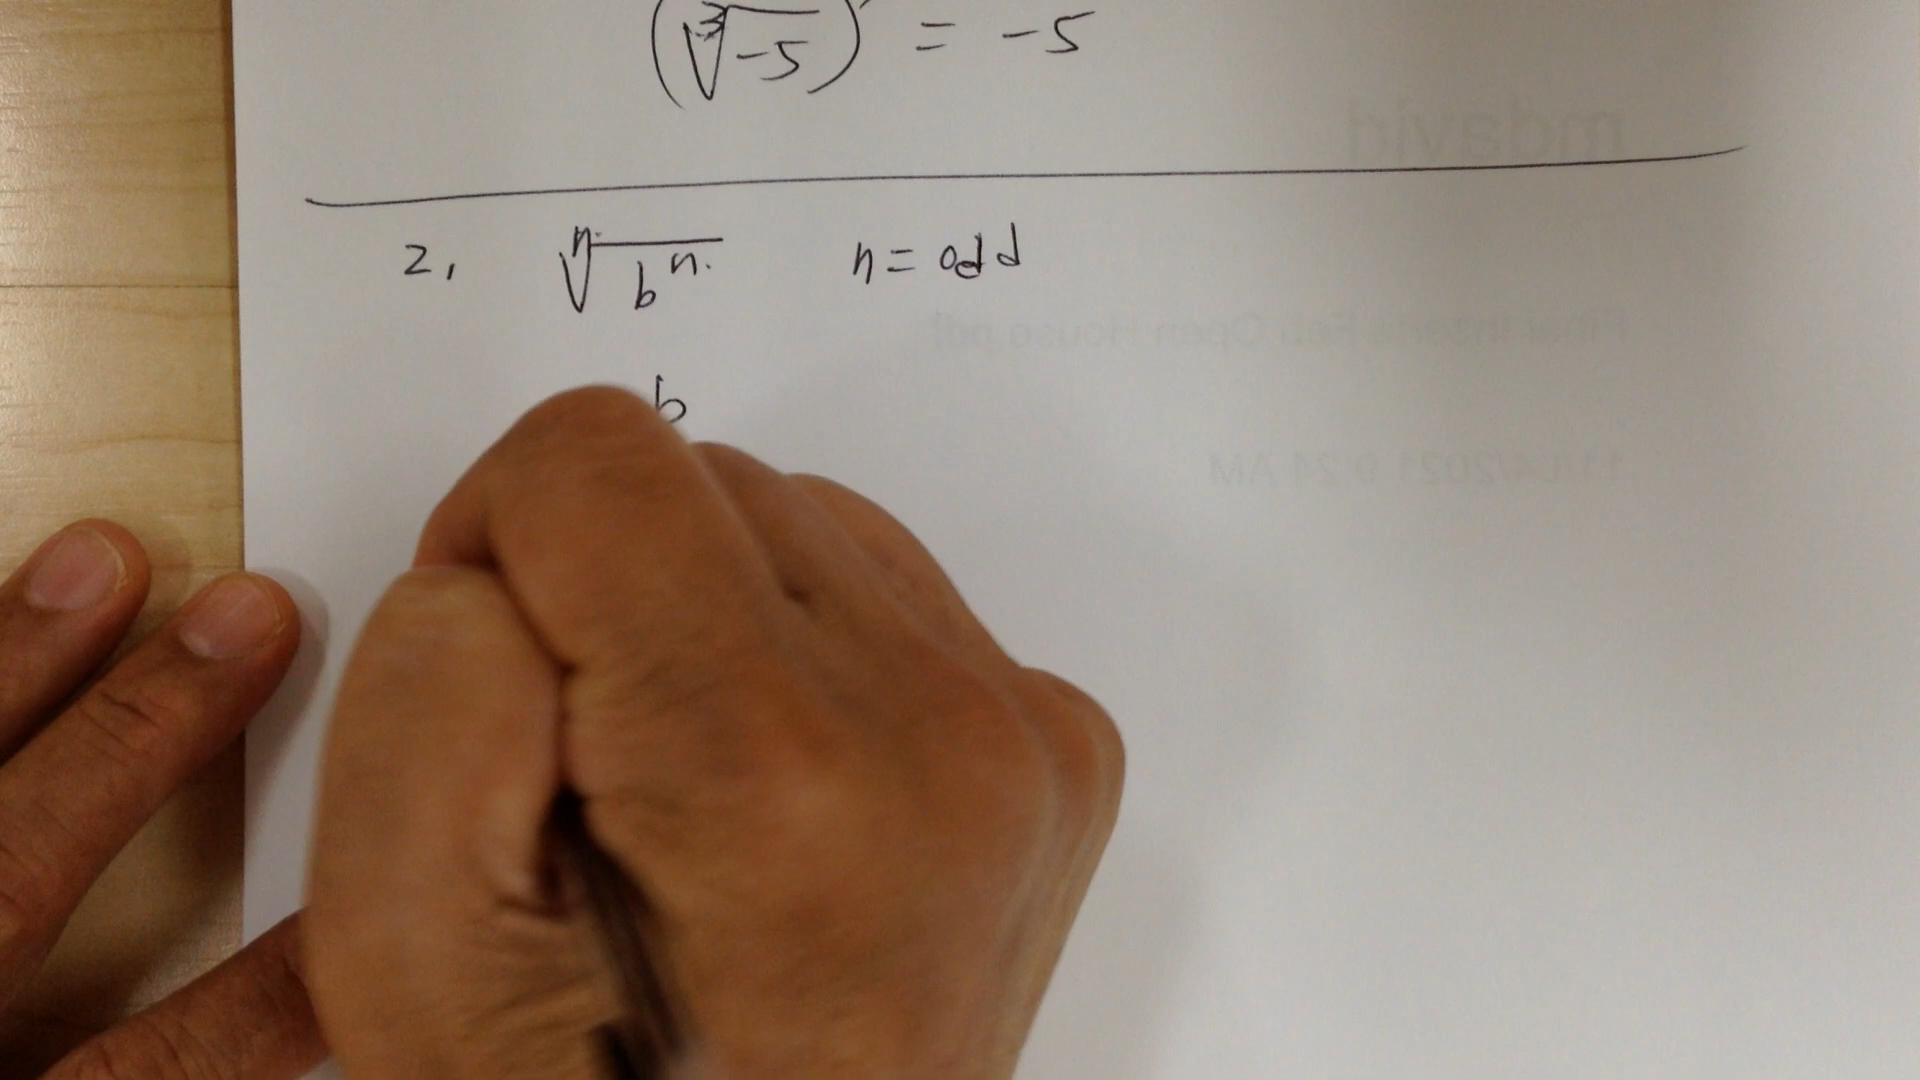 (∛-5)³ = -5
2, ⁿ√bⁿ n = odd
b